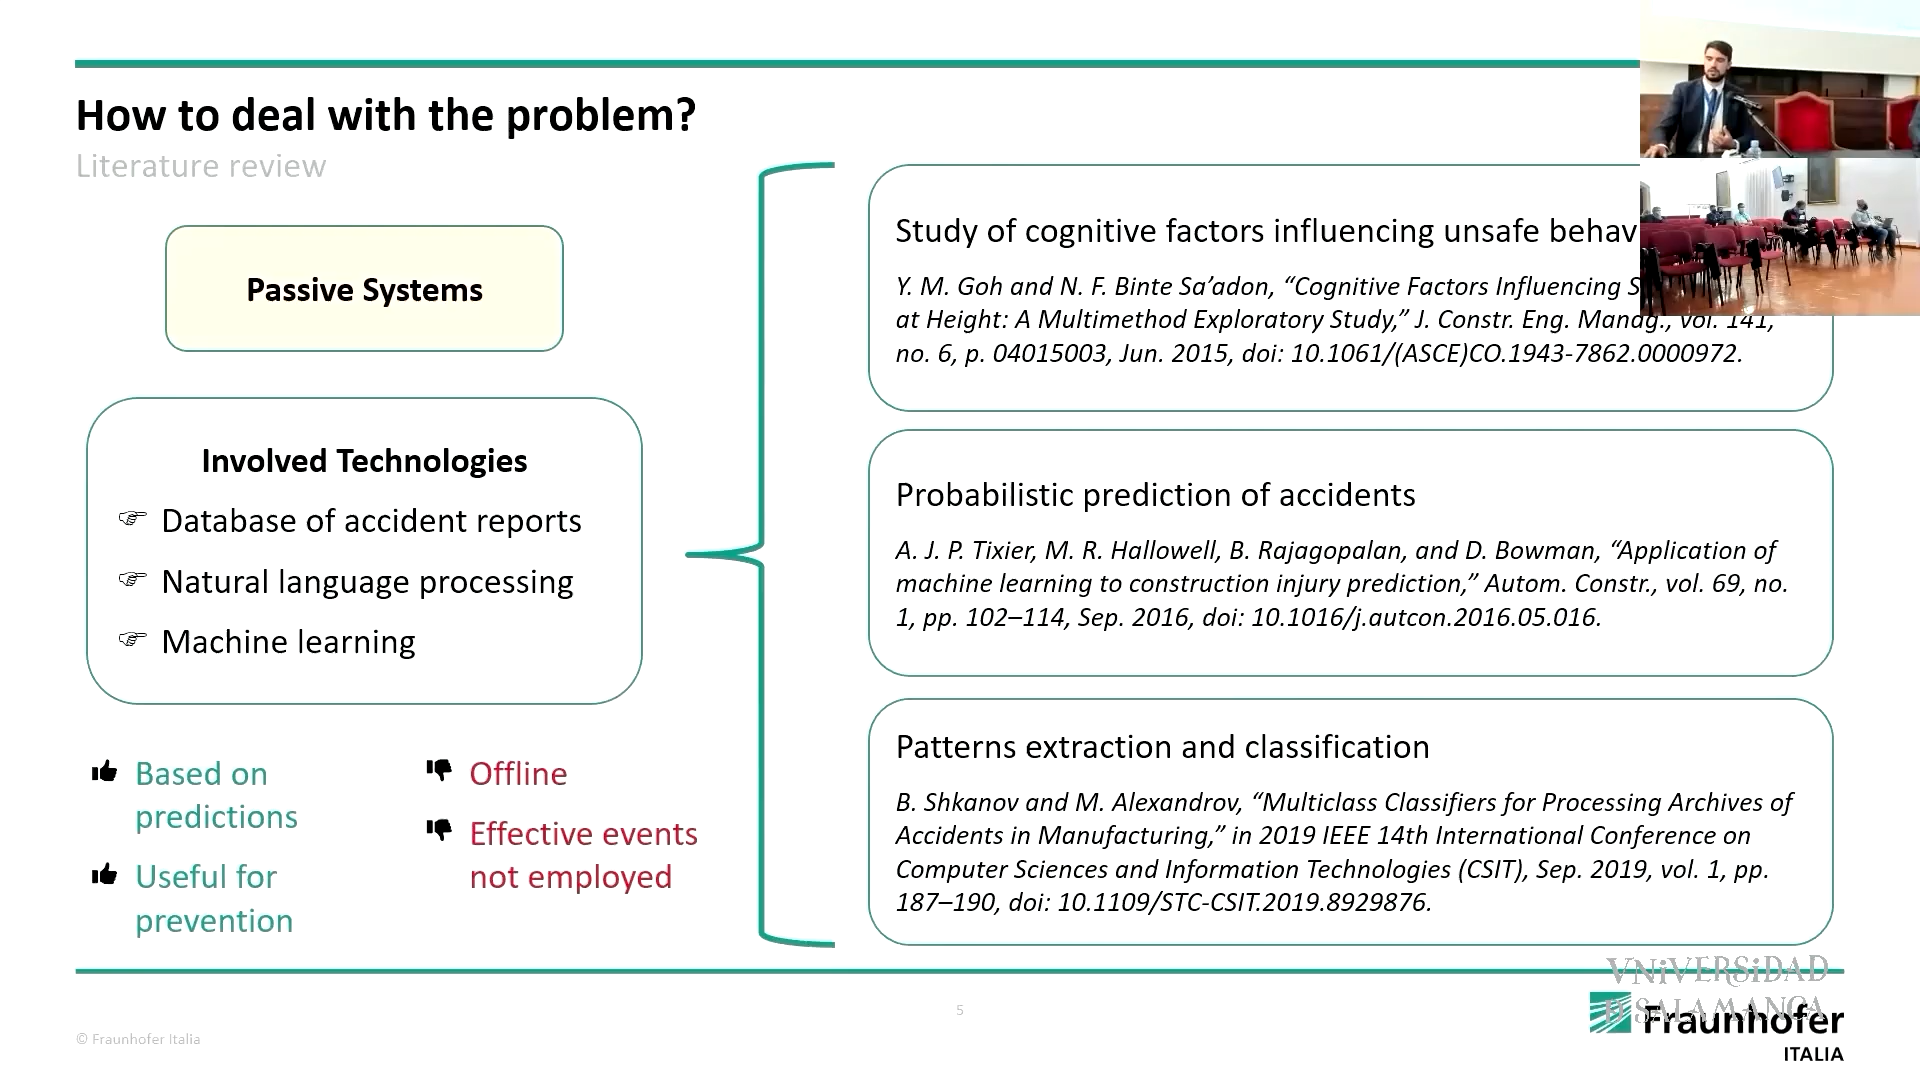 How to deal with the problem?
Literature review
Passive Systems
Involved Technologies
Database of accident reports
Natural language processing
Machine learning
Based on
predictions
Useful for
prevention
Offline
Effective events
not employed
Study of cognitive factors influencing unsafe behav
Y. M. Goh and N. F. Binte Sa’adon, “Cognitive Factors Influencing S
at Height: A Multimethod Exploratory Study,” J. Constr. Eng. Manag., vol. 141,
no. 6, p. 04015003, Jun. 2015, doi: 10.1061/(ASCE)CO.1943-7862.0000972.
Probabilistic prediction of accidents
A. J. P. Tixier, M. R. Hallowell, B. Rajagopalan, and D. Bowman, “Application of
machine learning to construction injury prediction,” Autom. Constr., vol. 69, no.
1, pp. 102–114, Sep. 2016, doi: 10.1016/j.autcon.2016.05.016.
Patterns extraction and classification
B. Shkanov and M. Alexandrov, “Multiclass Classifiers for Processing Archives of
Accidents in Manufacturing,” in 2019 IEEE 14th International Conference on
Computer Sciences and Information Technologies (CSIT), Sep. 2019, vol. 1, pp.
187–190, doi: 10.1109/STC-CSIT.2019.8929876.
VNiVERSiDAD
D SALAMANCA
Fraunhofer
ITALIA
5
© Fraunhofer Italia